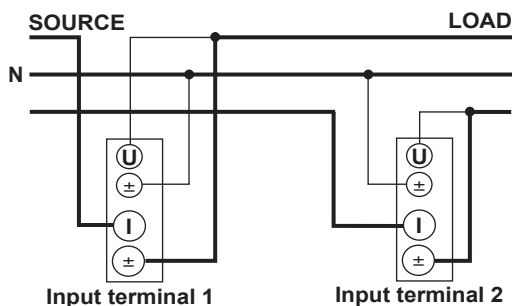 SOURCE LOAD
N
U U
± ±
I I
± ±
Input terminal 1 Input terminal 2